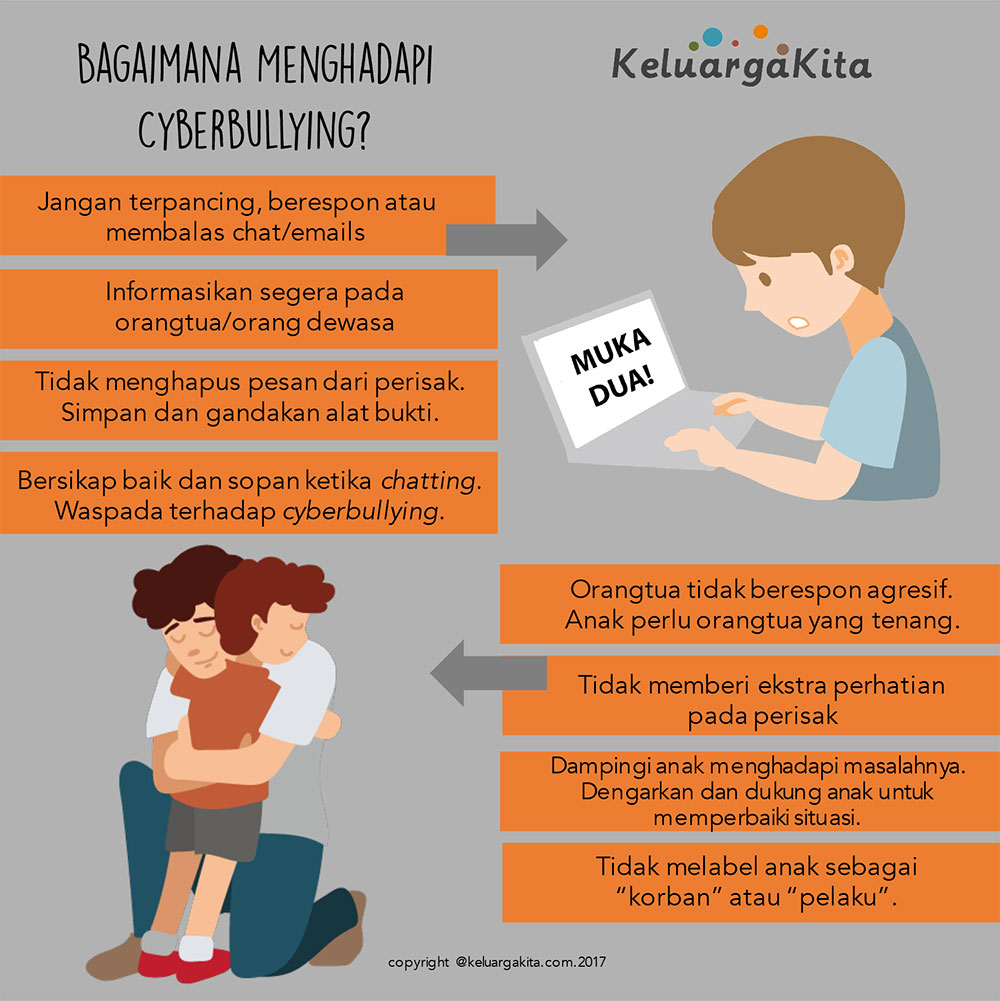 BAGAIMANA MENGHADAPI
CYBERBULLYING?
KeluargaKita
Jangan terpancing, berespon atau
membalas chat/emails
Informasikan segera pada
orangtua/orang dewasa
Tidak menghapus pesan dari perisak.
Simpan dan gandakan alat bukti.
Bersikap baik dan sopan ketika chatting.
Waspada terhadap cyberbullying.
MUKA
DUA!
Orangtua tidak berespon agresif.
Anak perlu orangtua yang tenang.
Tidak memberi ekstra perhatian
pada perisak
Dampingi anak menghadapi masalahnya.
Dengarkan dan dukung anak untuk
memperbaiki situasi.
Tidak melabel anak sebagai
“korban” atau “pelaku”.
copyright @keluargakita.com.2017